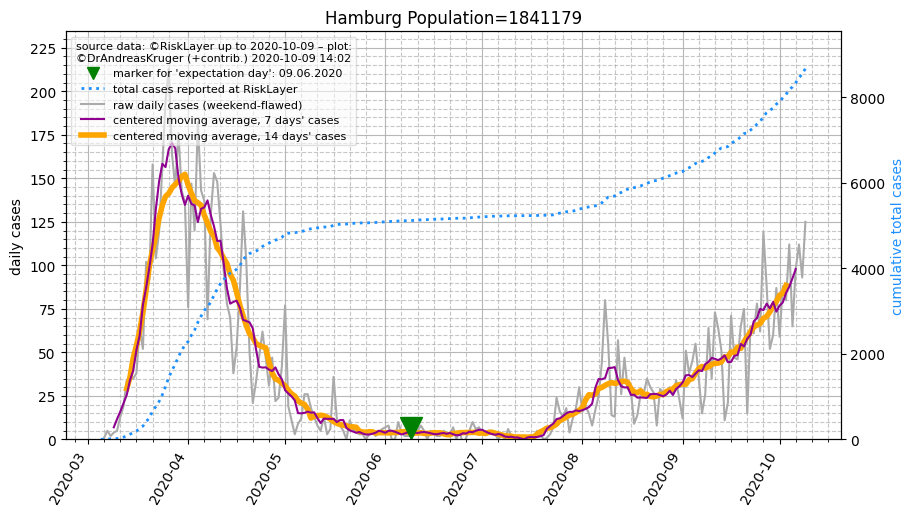 Hamburg Population=1841179
source data: ©RiskLayer up to 2020-10-09 – plot:
©DrAndreasKruger (+contrib.) 2020-10-09 14:02
marker for 'expectation day': 09.06.2020
total cases reported at RiskLayer
raw daily cases (weekend-flawed)
centered moving average, 7 days' cases
centered moving average, 14 days' cases
daily cases
225
200
175
150
125
100
75
50
25
0
cumulative total cases
8000
6000
4000
2000
0
2020-03
2020-04
2020-05
2020-06
2020-07
2020-08
2020-09
2020-10